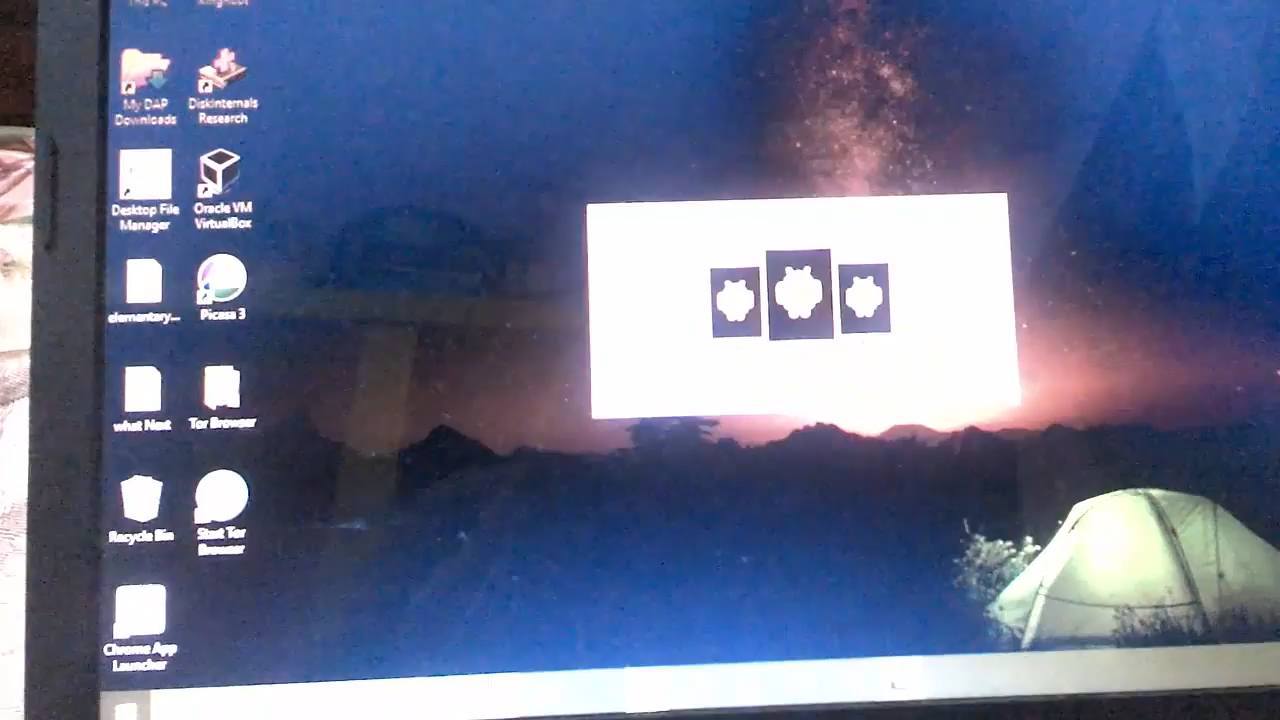 My DAP
Downloads
DiskInternals
Research
Desktop File
Manager
Oracle VM
VirtualBox
elementary...
Picasa 3
what Next
Tor Browser
Recycle Bin
Start Tor
Browser
Chrome App
Launcher